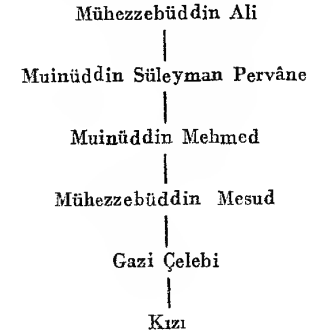 Mühezzebüddin Ali
Muinüddin Süleyman Pervâne
Muinüddin Mehmed
Mühezzebüddin Mesud
Gazi Çelebi
Kızı